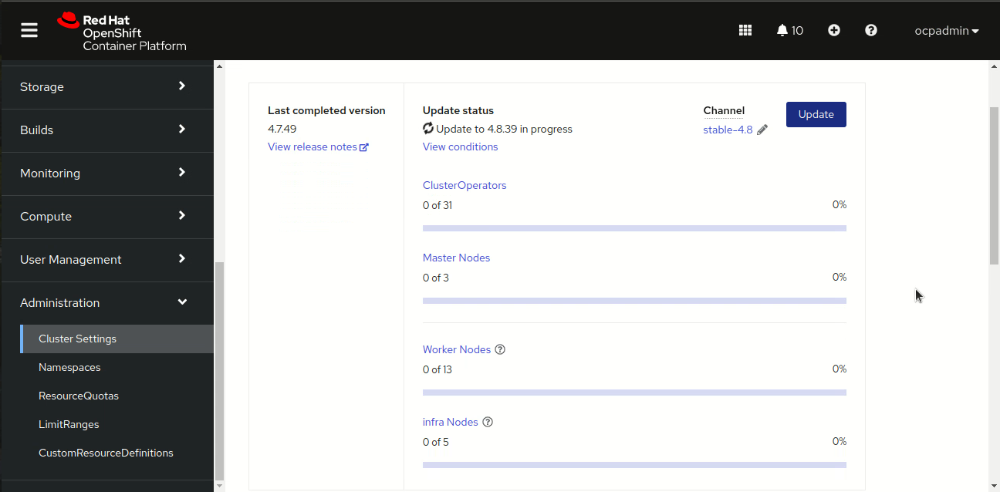 Red Hat
OpenShift
Container Platform
10
ocpadmin
Storage
Builds
Monitoring
Compute
User Management
Administration
Cluster Settings
Namespaces
ResourceQuotas
LimitRanges
CustomResourceDefinitions
Last completed version
4.7.49
View release notes
Update status
Update to 4.8.39 in progress
View conditions
Channel
stable-4.8
Update
ClusterOperators
0 of 31 0%
Master Nodes
0 of 3 0%
Worker Nodes ?
0 of 13 0%
infra Nodes ?
0 of 5 0%